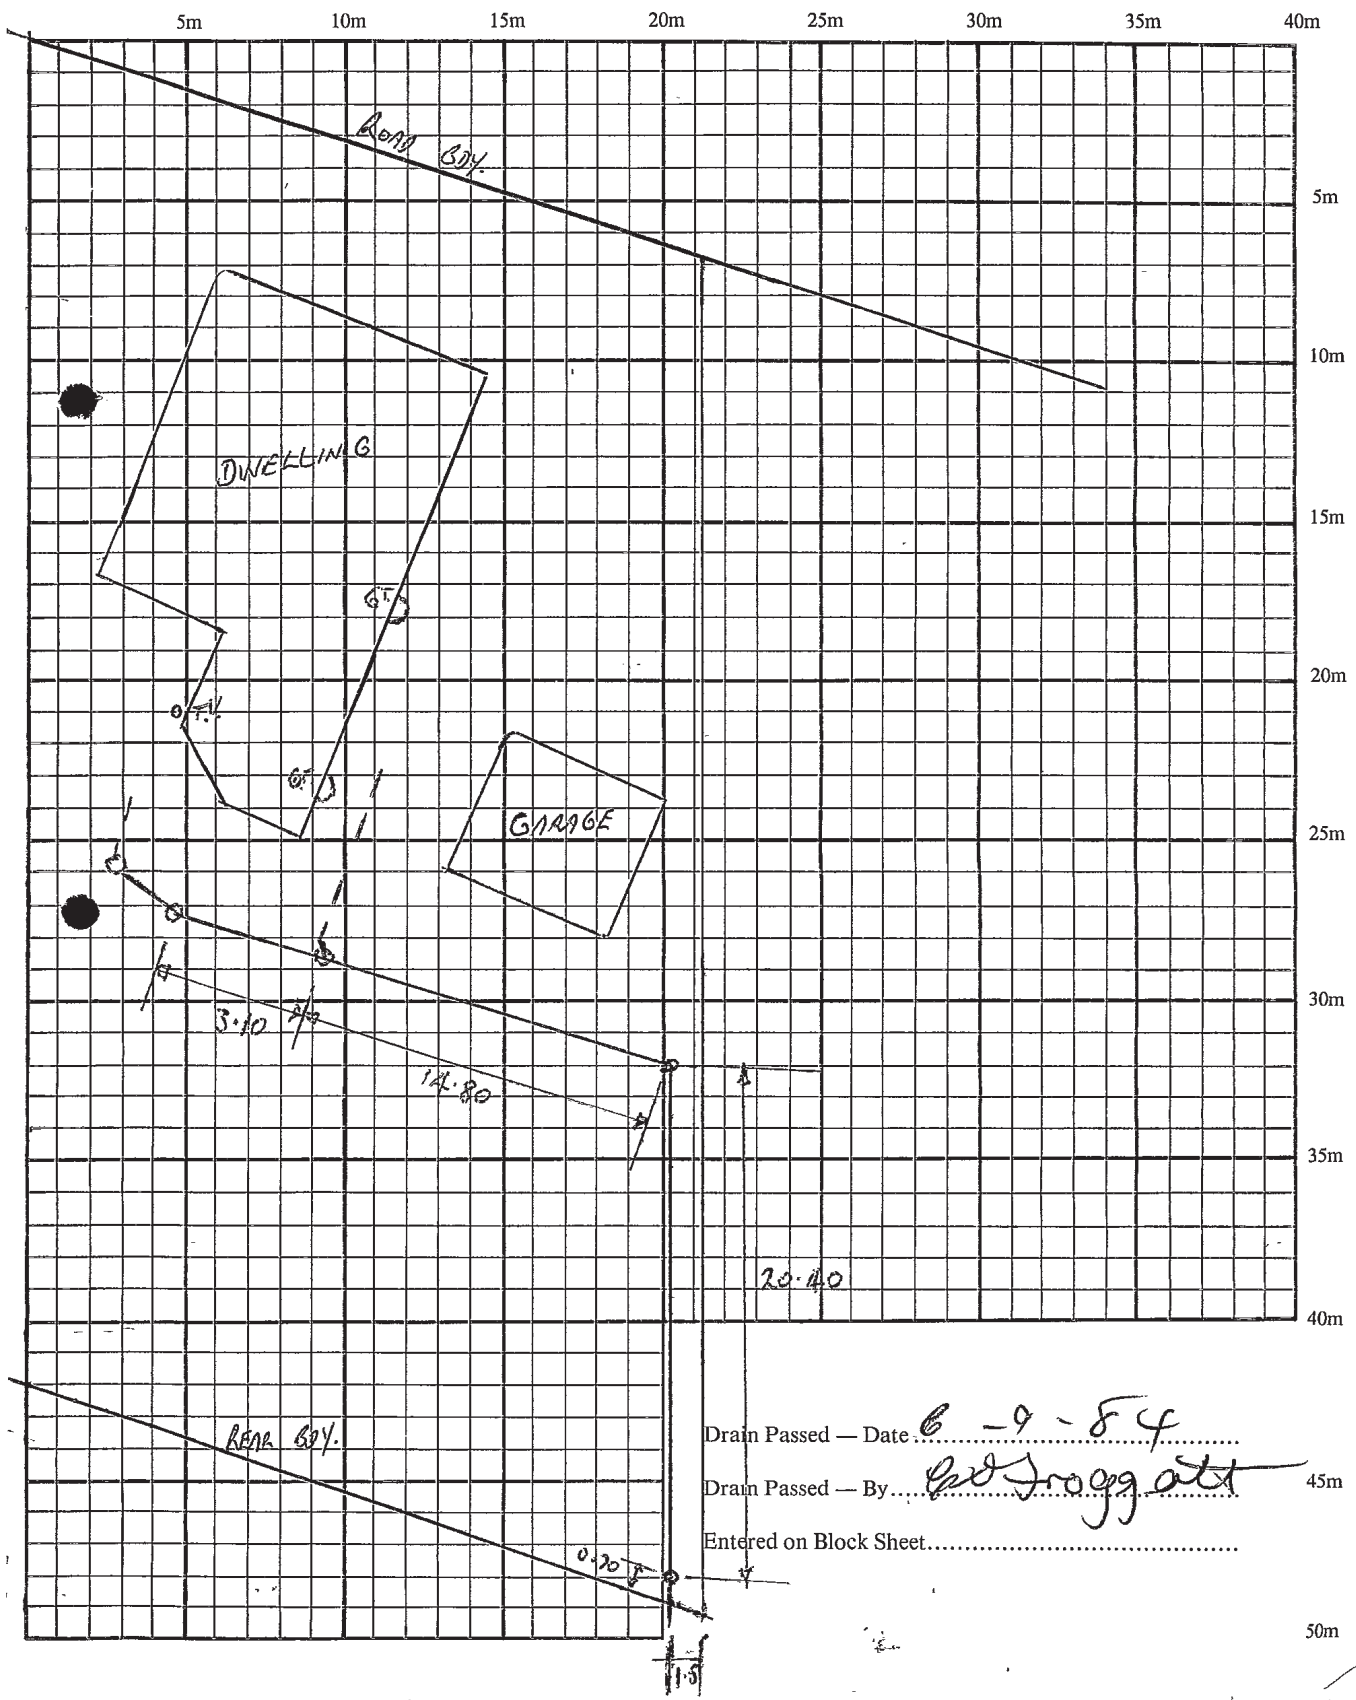 5m 10m 15m 20m 25m 30m 35m 40m
ROAD BDY.
5m
10m
DWELLING
15m
G.T.
20m
T.V.
G.T.
GARAGE
25m
30m
3.10
14.80
35m
20.40
40m
REAR BDY.
Drain Passed — Date 6 - 9 - 84
Drain Passed — By Froggatt
45m
Entered on Block Sheet
0.90
50m
1.5